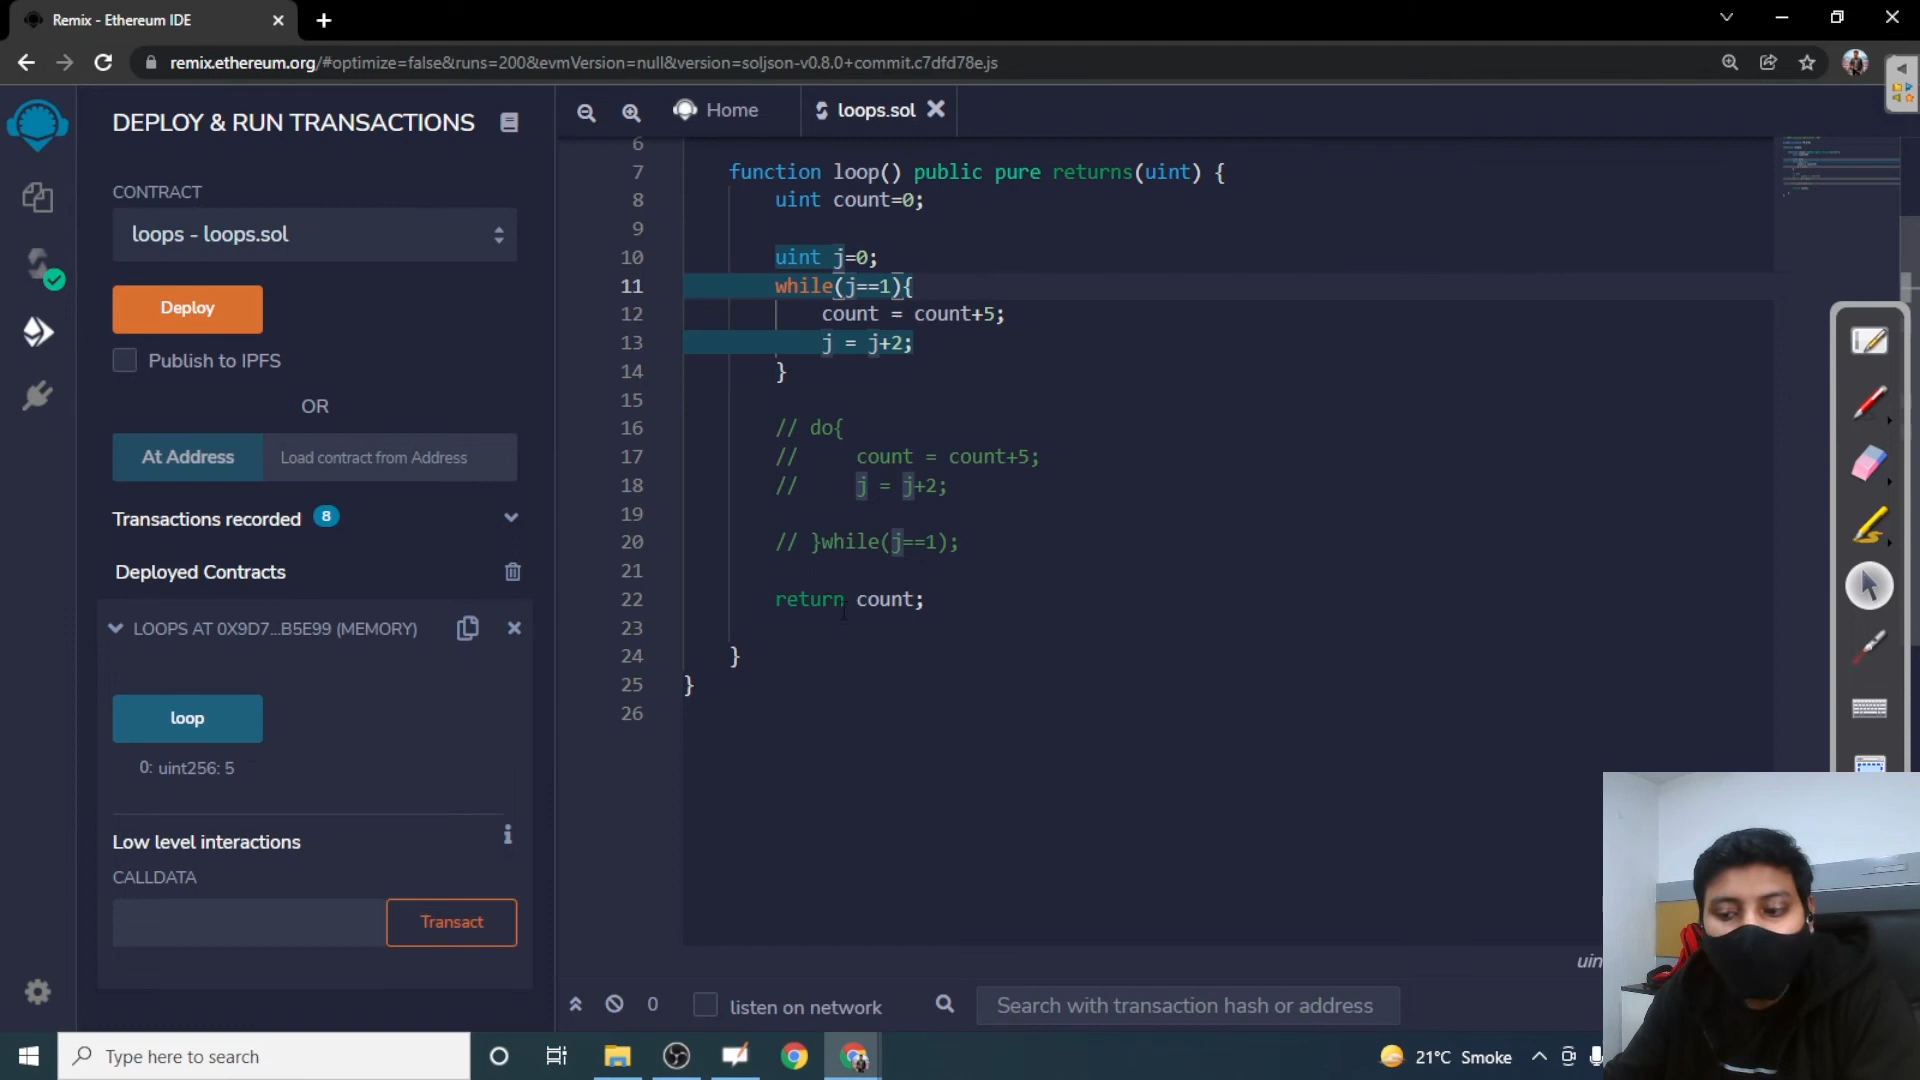 Remix - Ethereum IDE
remix.ethereum.org/#optimize=false&runs=200&evmVersion=null&version=soljson-v0.8.0+commit.c7dfd78e.js
DEPLOY & RUN TRANSACTIONS
CONTRACT
loops - loops.sol
Deploy
Publish to IPFS
OR
At Address
Load contract from Address
Transactions recorded 8
Deployed Contracts
LOOPS AT 0X9D7...B5E99 (MEMORY)
loop
0: uint256: 5
Low level interactions
i
CALLDATA
Transact
Home
loops.sol
6
7 function loop() public pure returns(uint) {
8 uint count=0;
9
10 uint j=0;
11 while(j==1){
12 count = count+5;
13 j = j+2;
14 }
15
16 // do{
17 // count = count+5;
18 // j = j+2;
19
20 // }while(j==1);
21
22 return count;
23
24 }
25 }
26
0
listen on network
Search with transaction hash or address
Type here to search
21°C Smoke